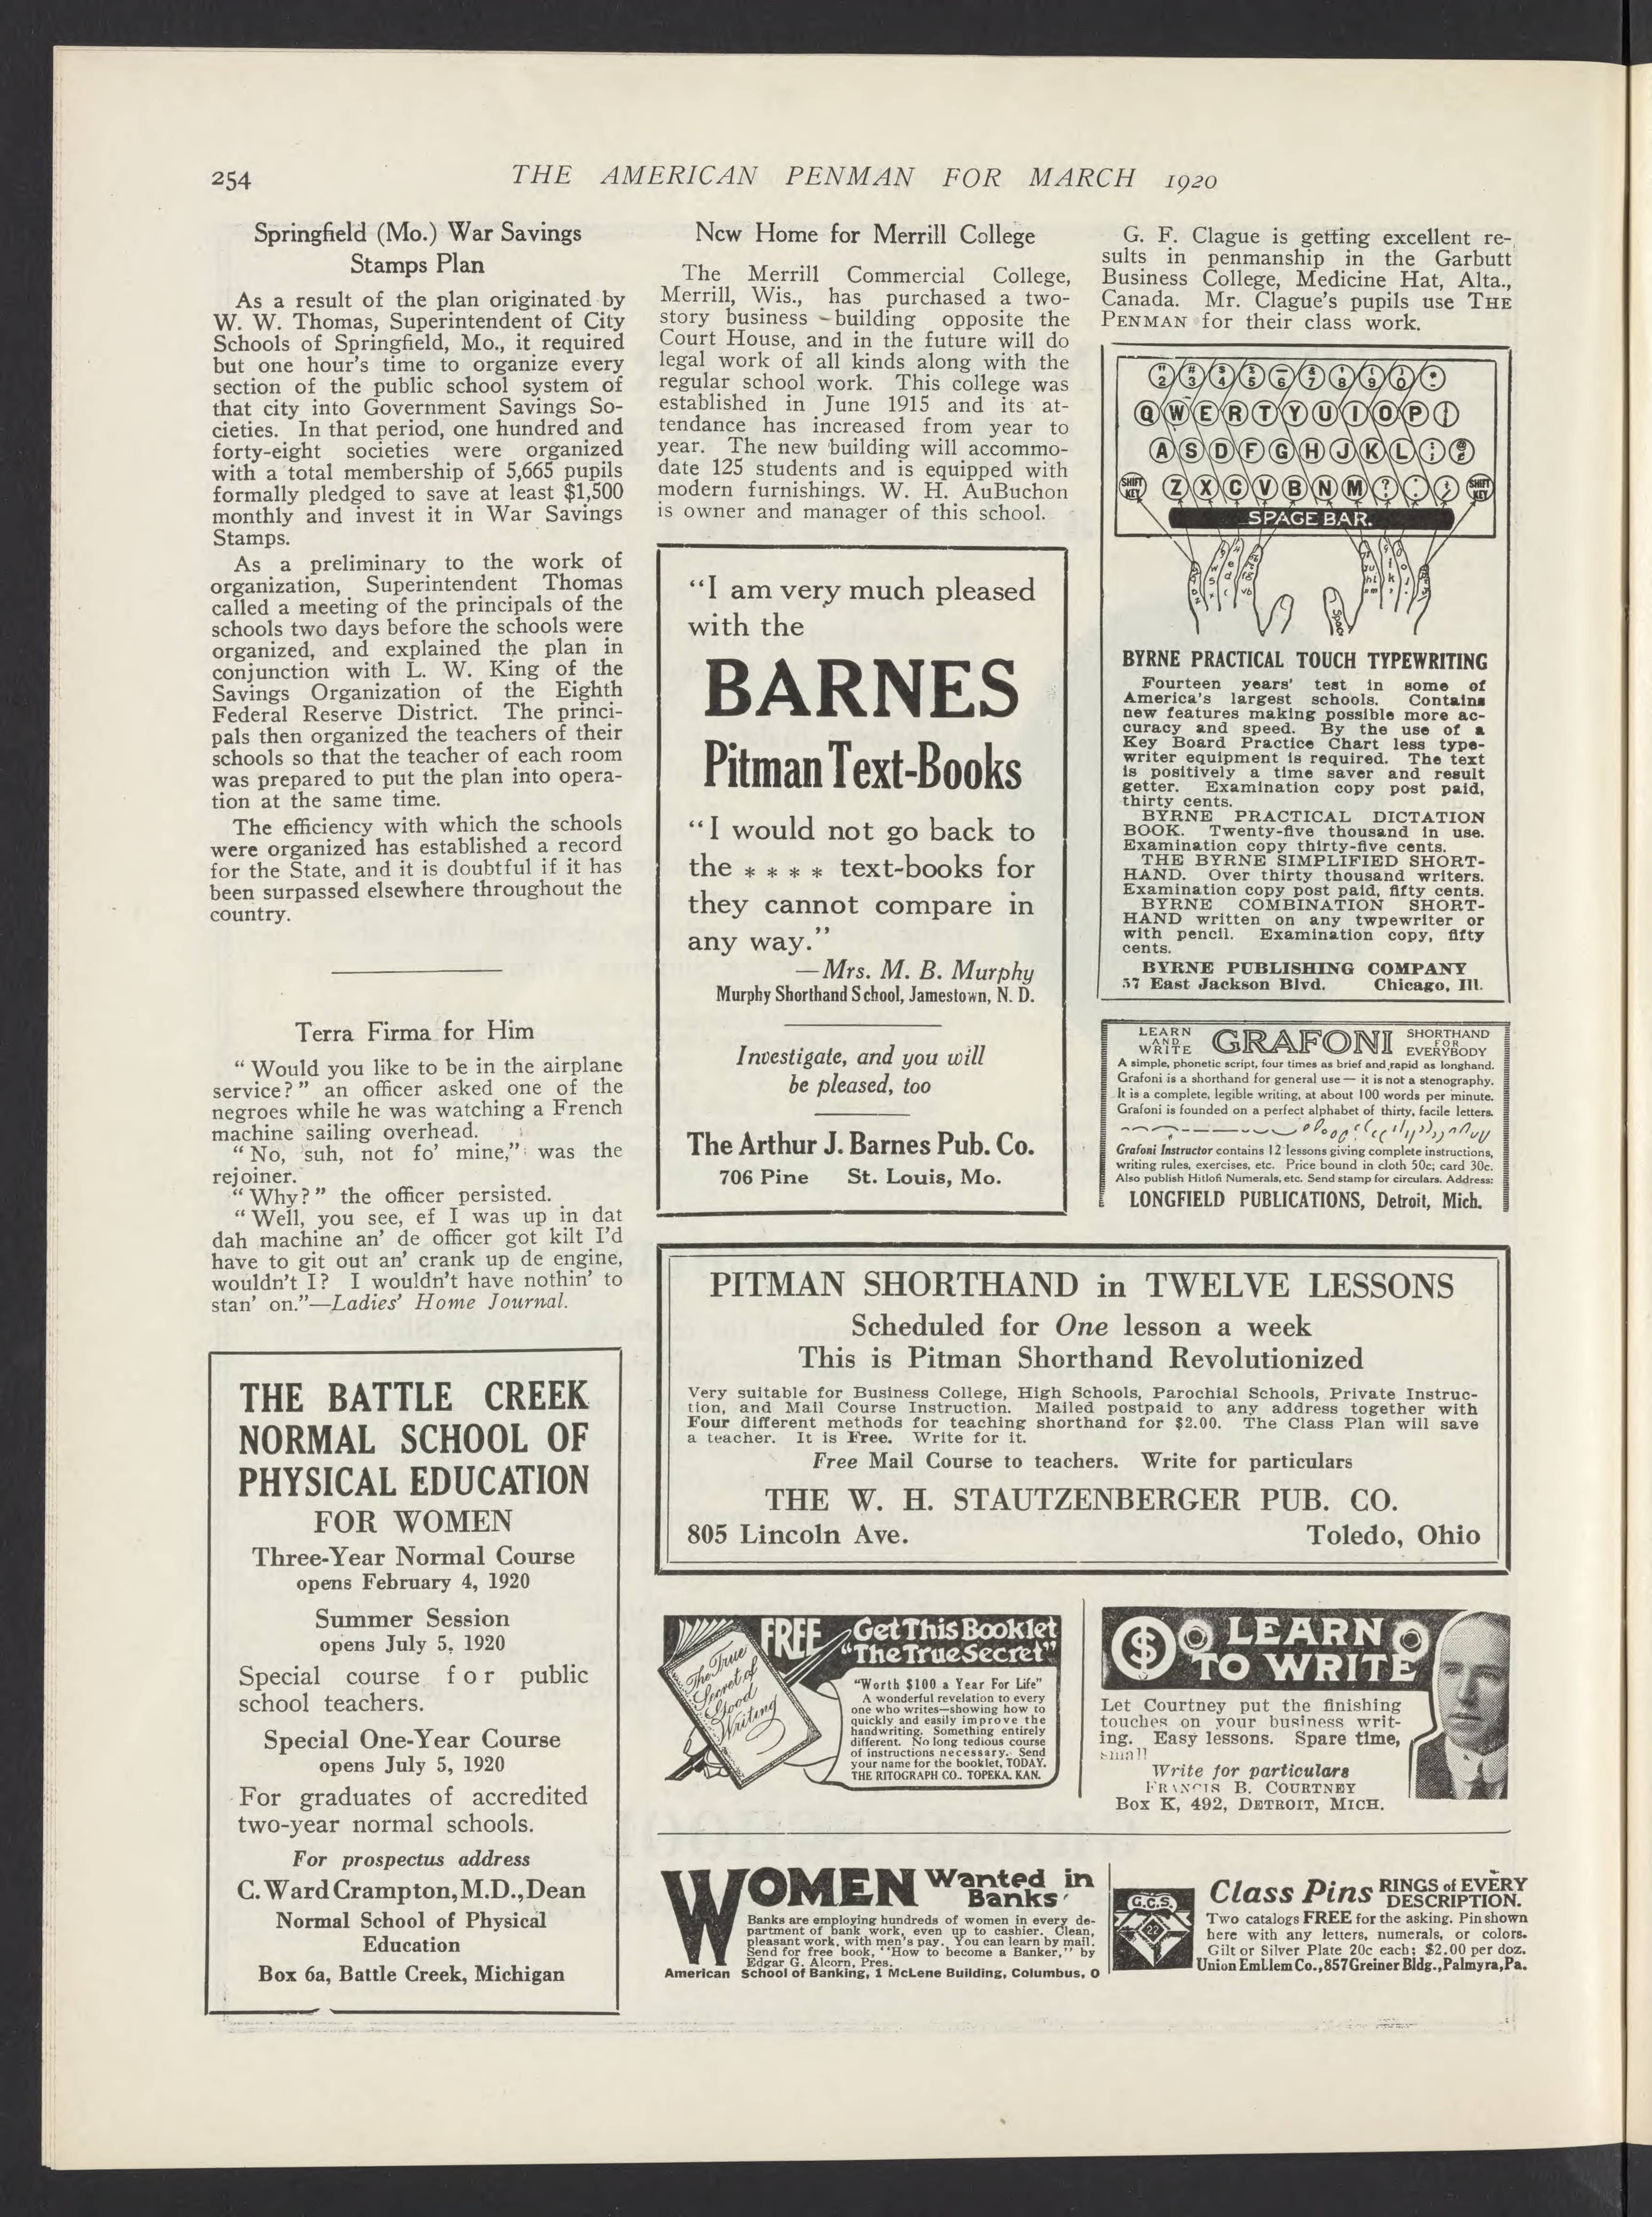 254
THE AMERICAN PENMAN FOR MARCH 1920
Springfield (Mo.) War Savings
Stamps Plan
As a result of the plan originated by
W. W. Thomas, Superintendent of City
Schools of Springfield, Mo., it required
but one hour's time to organize every
section of the public school system of
that city into Government Savings So-
cieties. In that period, one hundred and
forty-eight societies were organized
with a total membership of 5,665 pupils
formally pledged to save at least $1,500
monthly and invest it in War Savings
Stamps.
As a preliminary to the work of
organization, Superintendent Thomas
called a meeting of the principals of the
schools two days before the schools were
organized, and explained the plan in
conjunction with L. W. King of the
Savings Organization of the Eighth
Federal Reserve District. The princi-
pals then organized the teachers of their
schools so that the teacher of each room
was prepared to put the plan into opera-
tion at the same time.
The efficiency with which the schools
were organized has established a record
for the State, and it is doubtful if it has
been surpassed elsewhere throughout the
country.
Terra Firma for Him
“Would you like to be in the airplane
service?” an officer asked one of the
negroes while he was watching a French
machine sailing overhead.
“No, suh, not fo' mine,” was the
rejoiner.
“Why?” the officer persisted.
“Well, you see, ef I was up in dat
dah machine an' de officer got kilt I'd
have to git out an' crank up de engine,
wouldn't I? I wouldn't have nothin' to
stan' on.”—Ladies' Home Journal.
THE BATTLE CREEK
NORMAL SCHOOL OF
PHYSICAL EDUCATION
FOR WOMEN
Three-Year Normal Course
opens February 4, 1920
Summer Session
opens July 5, 1920
Special course for public
school teachers.
Special One-Year Course
opens July 5, 1920
For graduates of accredited
two-year normal schools.
For prospectus address
C. Ward Crampton, M.D., Dean
Normal School of Physical
Education
Box 6a, Battle Creek, Michigan
New Home for Merrill College
The Merrill Commercial College,
Merrill, Wis., has purchased a two-
story business building opposite the
Court House, and in the future will do
legal work of all kinds along with the
regular school work. This college was
established in June 1915 and its at-
tendance has increased from year to
year. The new building will accommo-
date 125 students and is equipped with
modern furnishings. W. H. AuBuchon
is owner and manager of this school.
“I am very much pleased
with the
BARNES
Pitman Text-Books
“I would not go back to
the * * * * text-books for
they cannot compare in
any way.”
—Mrs. M. B. Murphy
Murphy Shorthand School, Jamestown, N. D.
Investigate, and you will
be pleased, too
The Arthur J. Barnes Pub. Co.
706 Pine St. Louis, Mo.
G. F. Clague is getting excellent re-
sults in penmanship in the Garbutt
Business College, Medicine Hat, Alta.,
Canada. Mr. Clague's pupils use THE
PENMAN for their class work.
2 3 4 5 6 7 8 9
Q W E R T Y U I O P
A S D F G H J K L ;
SHIFT KEY Z X C V B N M ? . , SHIFT KEY
SPACE BAR.
BYRNE PRACTICAL TOUCH TYPEWRITING
Fourteen years' test in some of
America's largest schools. Contains
new features making possible more ac-
curacy and speed. By the use of a
Key Board Practice Chart less type-
writer equipment is required. The text
is positively a time saver and result
getter. Examination copy post paid,
thirty cents.
BYRNE PRACTICAL DICTATION
BOOK. Twenty-five thousand in use.
Examination copy thirty-five cents.
THE BYRNE SIMPLIFIED SHORT-
HAND. Over thirty thousand writers.
Examination copy post paid, fifty cents.
BYRNE COMBINATION SHORT-
HAND written on any twpewriter or
with pencil. Examination copy, fifty
cents.
BYRNE PUBLISHING COMPANY
57 East Jackson Blvd. Chicago, Ill.
LEARN AND WRITE GRAFONI SHORTHAND FOR EVERYBODY
A simple, phonetic script, four times as brief and rapid as longhand.
Grafoni is a shorthand for general use — it is not a stenography.
It is a complete, legible writing, at about 100 words per minute.
Grafoni is founded on a perfect alphabet of thirty, facile letters.
Grafoni Instructor contains 12 lessons giving complete instructions,
writing rules, exercises, etc. Price bound in cloth 50c; card 30c.
Also publish Hitlofi Numerals, etc. Send stamp for circulars. Address:
LONGFIELD PUBLICATIONS, Detroit, Mich.
PITMAN SHORTHAND in TWELVE LESSONS
Scheduled for One lesson a week
This is Pitman Shorthand Revolutionized
Very suitable for Business College, High Schools, Parochial Schools, Private Instruc-
tion, and Mail Course Instruction. Mailed postpaid to any address together with
Four different methods for teaching shorthand for $2.00. The Class Plan will save
a teacher. It is Free. Write for it.
Free Mail Course to teachers. Write for particulars
THE W. H. STAUTZENBERGER PUB. CO.
805 Lincoln Ave. Toledo, Ohio
The True
Secret of
Good
Writing
FREE Get This Booklet
“The True Secret”
“Worth $100 a Year For Life”
A wonderful revelation to every
one who writes—showing how to
quickly and easily improve the
handwriting. Something entirely
different. No long tedious course
of instructions necessary. Send
your name for the booklet, TODAY.
THE RITOGRAPH CO., TOPEKA, KAN.
$ LEARN
TO WRITE
Let Courtney put the finishing
touches on your business writ-
ing. Easy lessons. Spare time,
small
Write for particulars
FRANCIS B. COURTNEY
Box K, 492, DETROIT, MICH.
WOMEN Wanted in
Banks
Banks are employing hundreds of women in every de-
partment of bank work, even up to cashier. Clean,
pleasant work, with men's pay. You can learn by mail.
Send for free book, “How to become a Banker,” by
Edgar G. Alcorn, Pres.
American School of Banking, 1 McLene Building, Columbus, O
G.C.S.
22
Class Pins RINGS of EVERY
DESCRIPTION.
Two catalogs FREE for the asking. Pin shown
here with any letters, numerals, or colors.
Gilt or Silver Plate 20c each; $2.00 per doz.
Union Emblem Co., 857 Greiner Bldg., Palmyra, Pa.